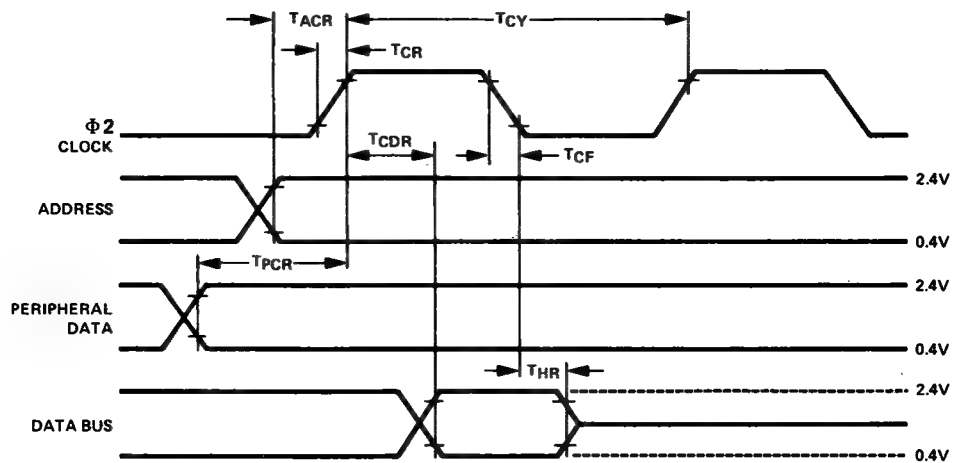 TACR
TCY
TCR
Φ2
CLOCK
TCDR
TCF
ADDRESS
2.4V
0.4V
TPCR
PERIPHERAL
DATA
2.4V
0.4V
THR
DATA BUS
2.4V
0.4V